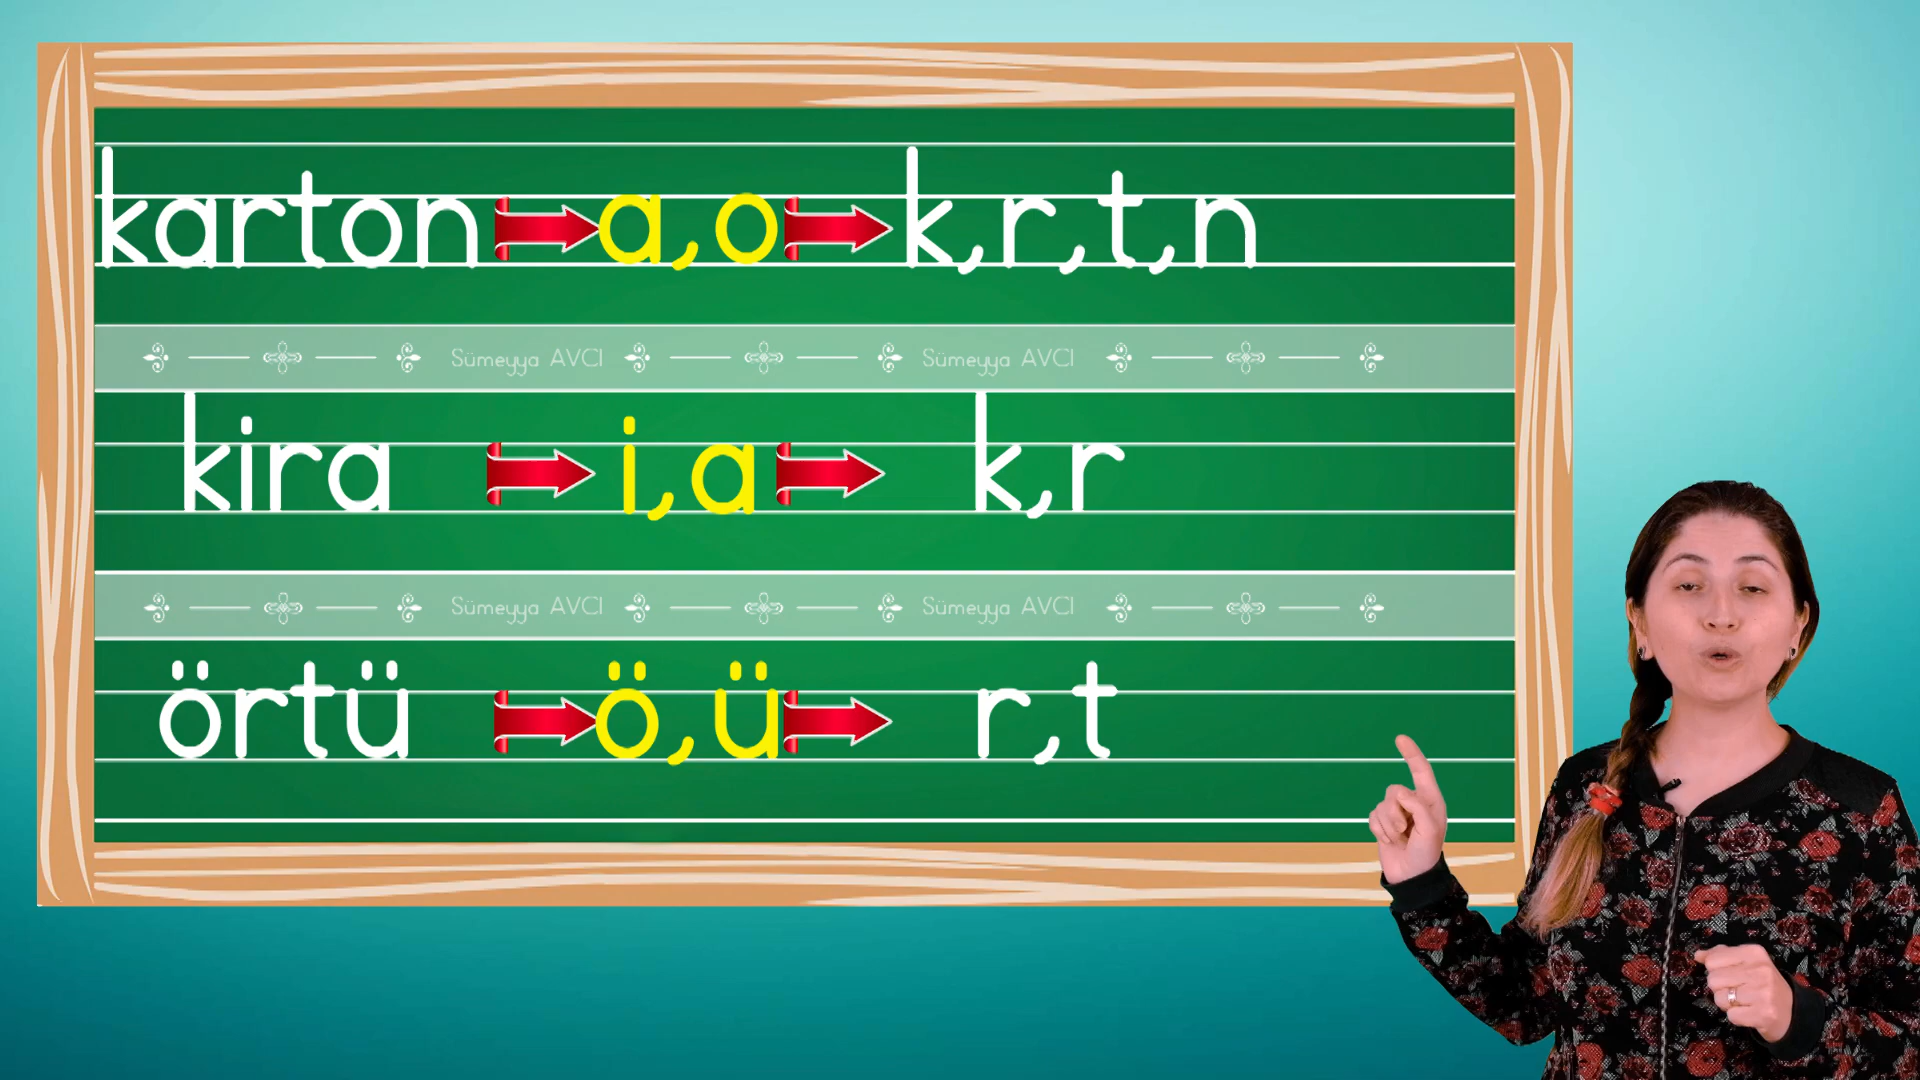 karton a,o k,r,t,n
Sümeyya AVCI Sümeyya AVCI
kira i,a k,r
Sümeyya AVCI Sümeyya AVCI
örtü ö,ü r,t